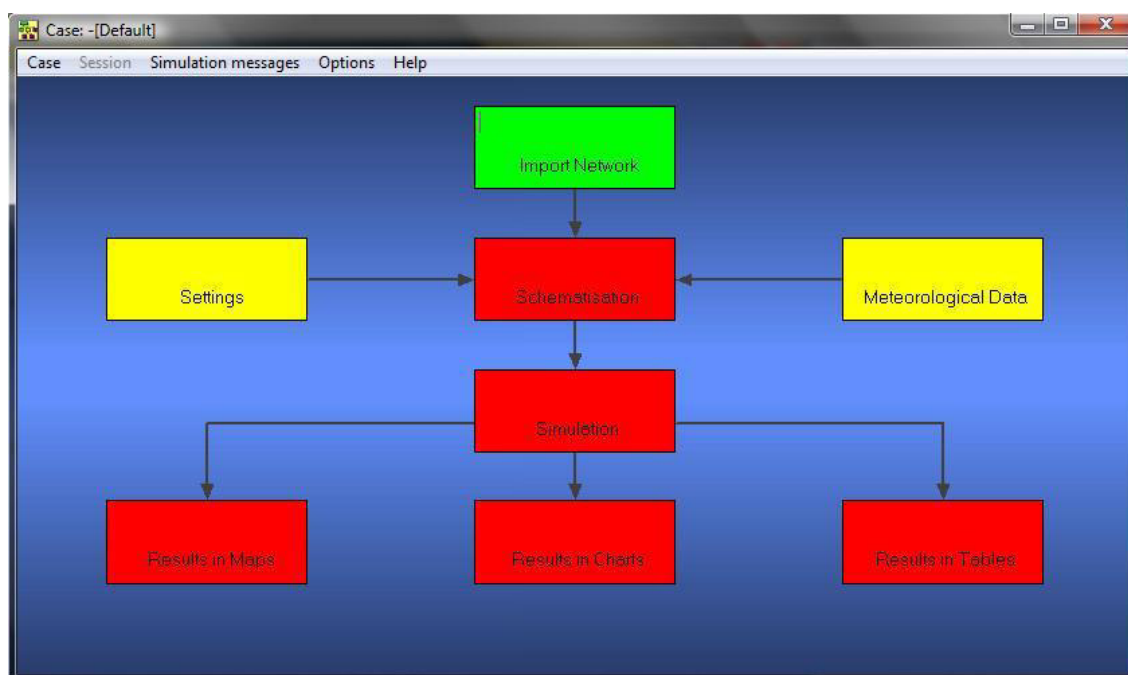 Case: -[Default]
Case Session Simulation messages Options Help
Import Network
Settings
Schematisation
Meteorological Data
Simulation
Results in Maps
Results in Charts
Results in Tables